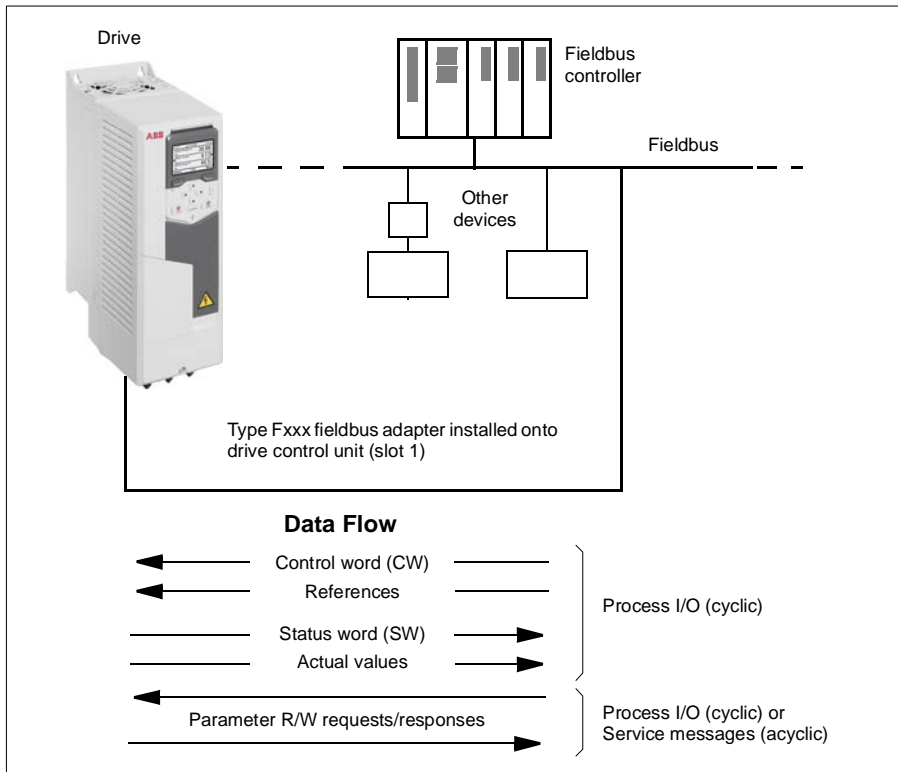 Drive
Fieldbus
controller
ABB
Fieldbus
Other
devices
Type Fxxx fieldbus adapter installed onto
drive control unit (slot 1)
Data Flow
Control word (CW)
References
Process I/O (cyclic)
Status word (SW)
Actual values
Parameter R/W requests/responses
Process I/O (cyclic) or
Service messages (acyclic)